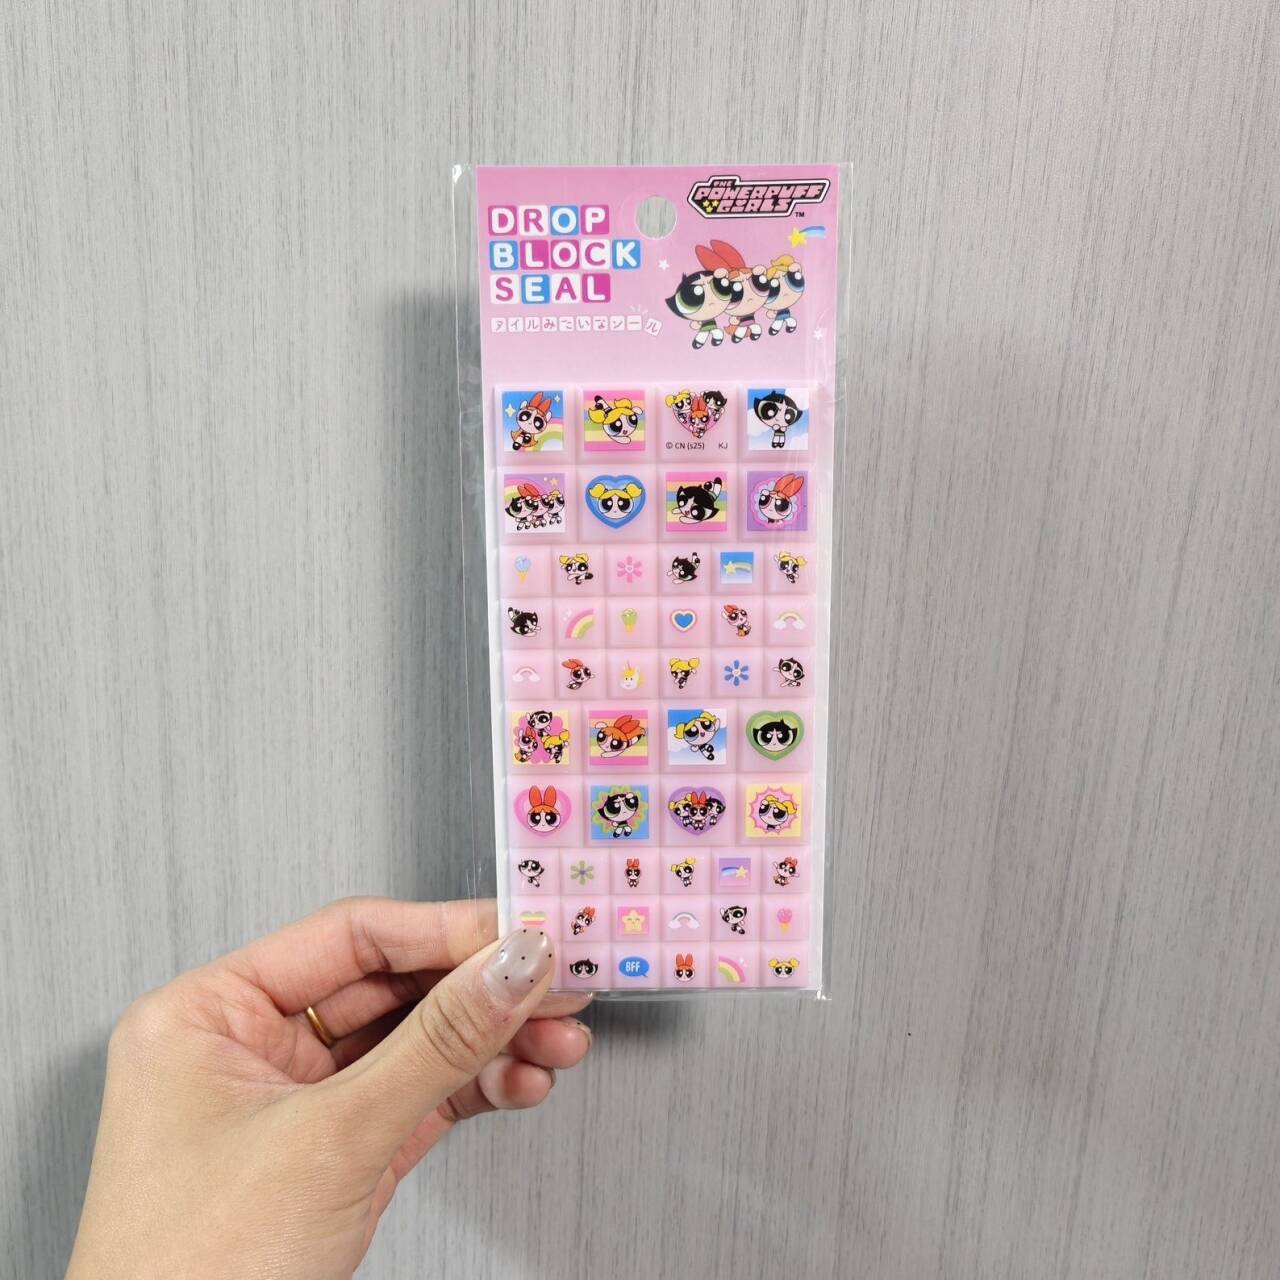 THE
POWERPUFF
GIRLS
TM
DROP
BLOCK
SEAL
タイルみたいなシール
© CN (s25) KJ
BFF